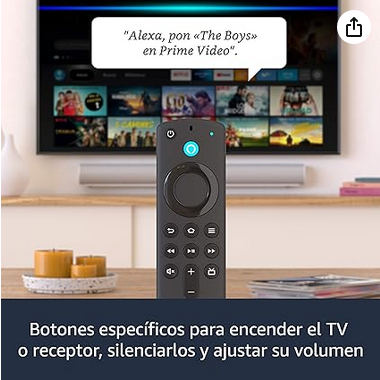 "Alexa, pon «The Boys»
en Prime Video".
Botones específicos para encender el TV
o receptor, silenciarlos y ajustar su volumen